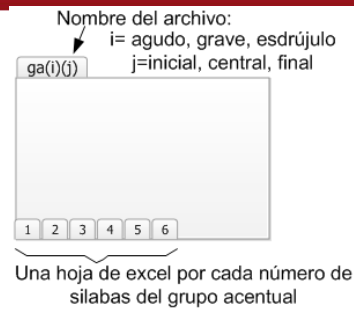 Nombre del archivo:
i= agudo, grave, esdrújulo
j=inicial, central, final
ga(i)(j)
1 2 3 4 5 6
Una hoja de excel por cada número de
silabas del grupo acentual